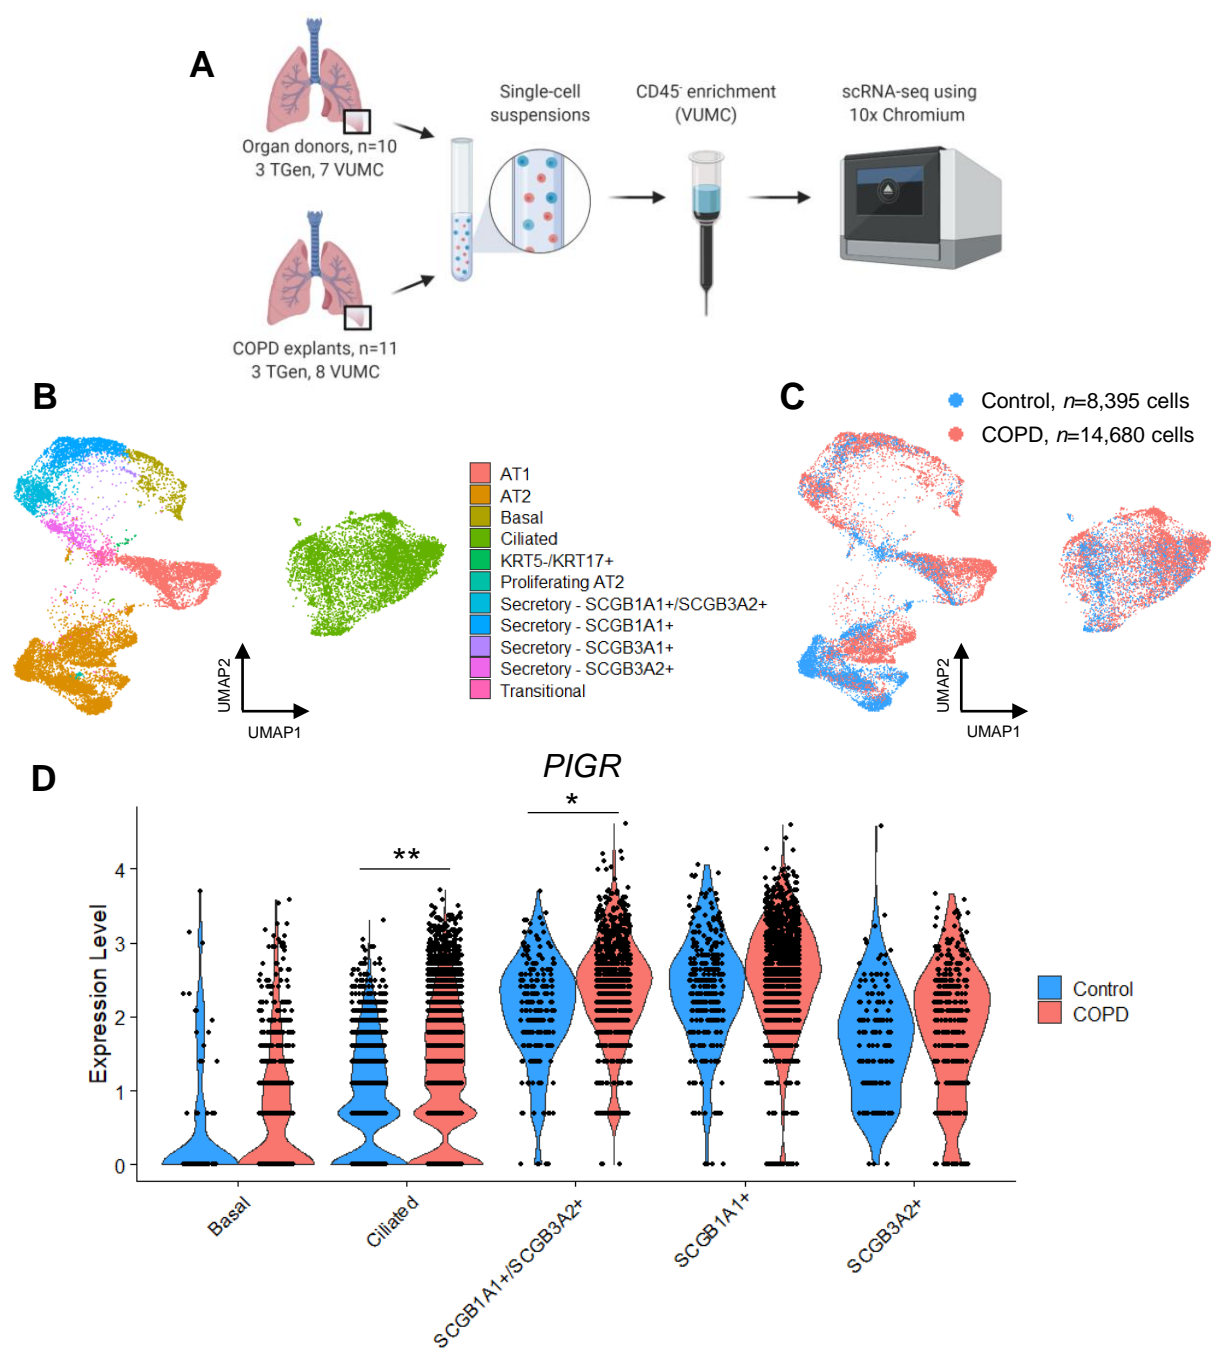 A
Organ donors, n=10
3 TGen, 7 VUMC
COPD explants, n=11
3 TGen, 8 VUMC
Single-cell
suspensions
CD45⁻ enrichment
(VUMC)
scRNA-seq using
10x Chromium
B
AT1
AT2
Basal
Ciliated
KRT5-/KRT17+
Proliferating AT2
Secretory - SCGB1A1+/SCGB3A2+
Secretory - SCGB1A1+
Secretory - SCGB3A1+
Secretory - SCGB3A2+
Transitional
UMAP2
UMAP1
C
Control, n=8,395 cells
COPD, n=14,680 cells
UMAP2
UMAP1
D
PIGR
**
*
Expression Level
4
3
2
1
0
Basal
Ciliated
SCGB1A1+/SCGB3A2+
SCGB1A1+
SCGB3A2+
Control
COPD